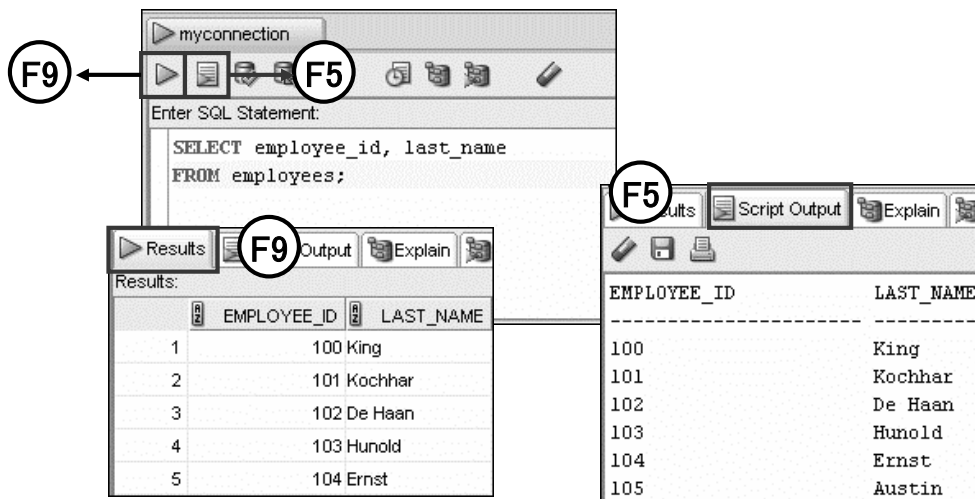 myconnection
F9
F5
Enter SQL Statement:
SELECT employee_id, last_name
FROM employees;
F5
Script Output
Explain
Results
F9
Output
Explain
Results:
EMPLOYEE_ID LAST_NAME
1 100 King
2 101 Kochhar
3 102 De Haan
4 103 Hunold
5 104 Ernst
EMPLOYEE_ID LAST_NAME
------------------------ ---------
100 King
101 Kochhar
102 De Haan
103 Hunold
104 Ernst
105 Austin